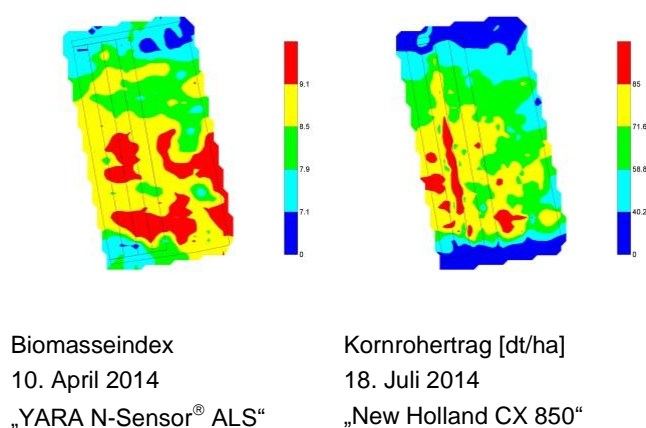 9.1
8.5
7.9
7.1
0
85
71.6
58.8
40.2
0
Biomasseindex
10. April 2014
„YARA N-Sensor® ALS“
Kornrohertrag [dt/ha]
18. Juli 2014
„New Holland CX 850“